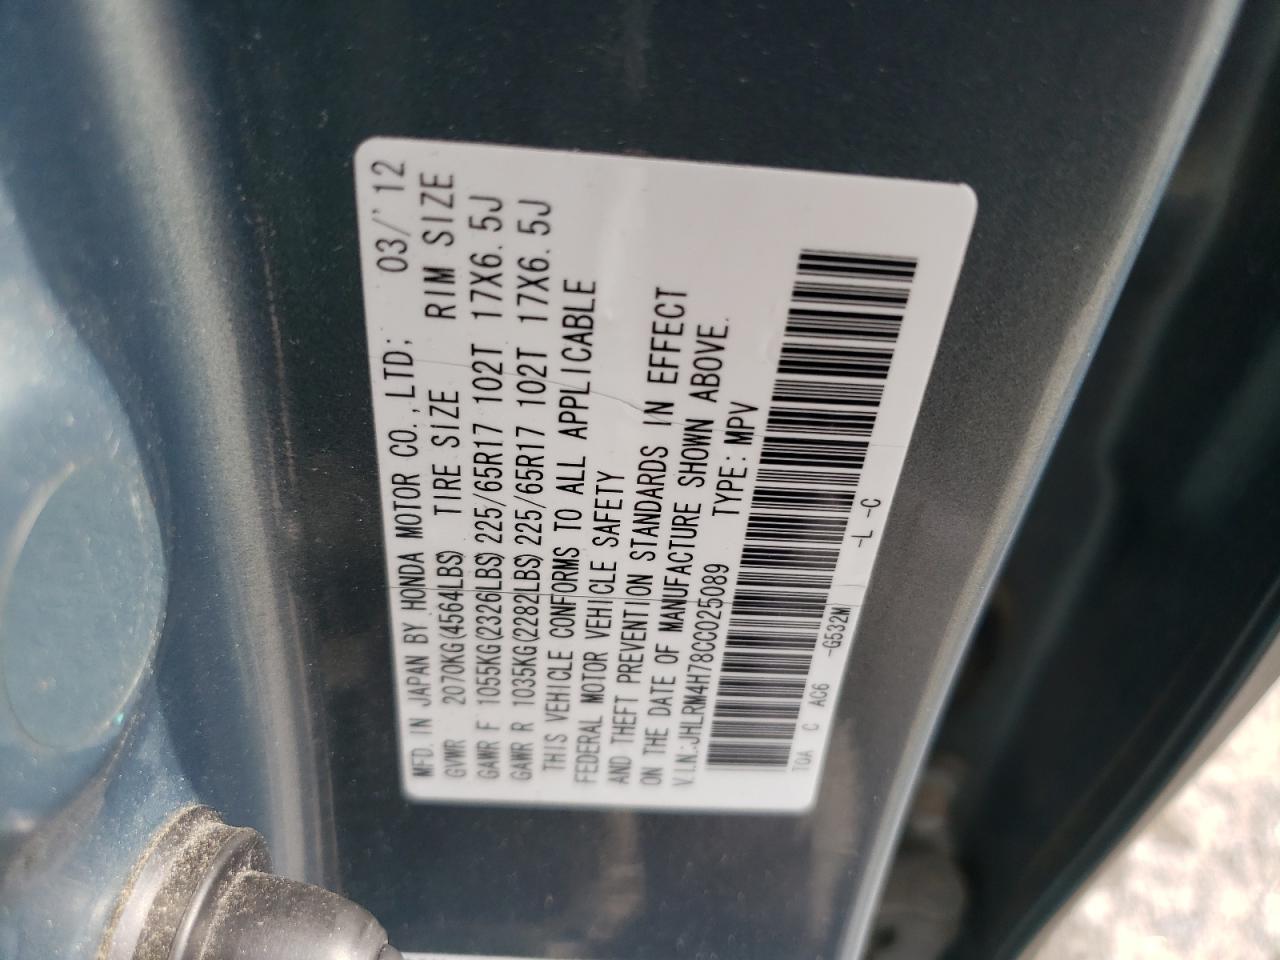 MFD. IN JAPAN BY HONDA MOTOR CO.,LTD; 03/'12
GVWR 2070KG(4564LBS) TIRE SIZE RIM SIZE
GAWR F 1055KG(2326LBS) 225/65R17 102T 17X6.5J
GAWR R 1035KG(2282LBS) 225/65R17 102T 17X6.5J
THIS VEHICLE CONFORMS TO ALL APPLICABLE
FEDERAL MOTOR VEHICLE SAFETY
AND THEFT PREVENTION STANDARDS IN EFFECT
ON THE DATE OF MANUFACTURE SHOWN ABOVE.
V.I.N.:JHLRM4H78CC025089 TYPE:MPV
TOA C AC6 -G532M -L -C